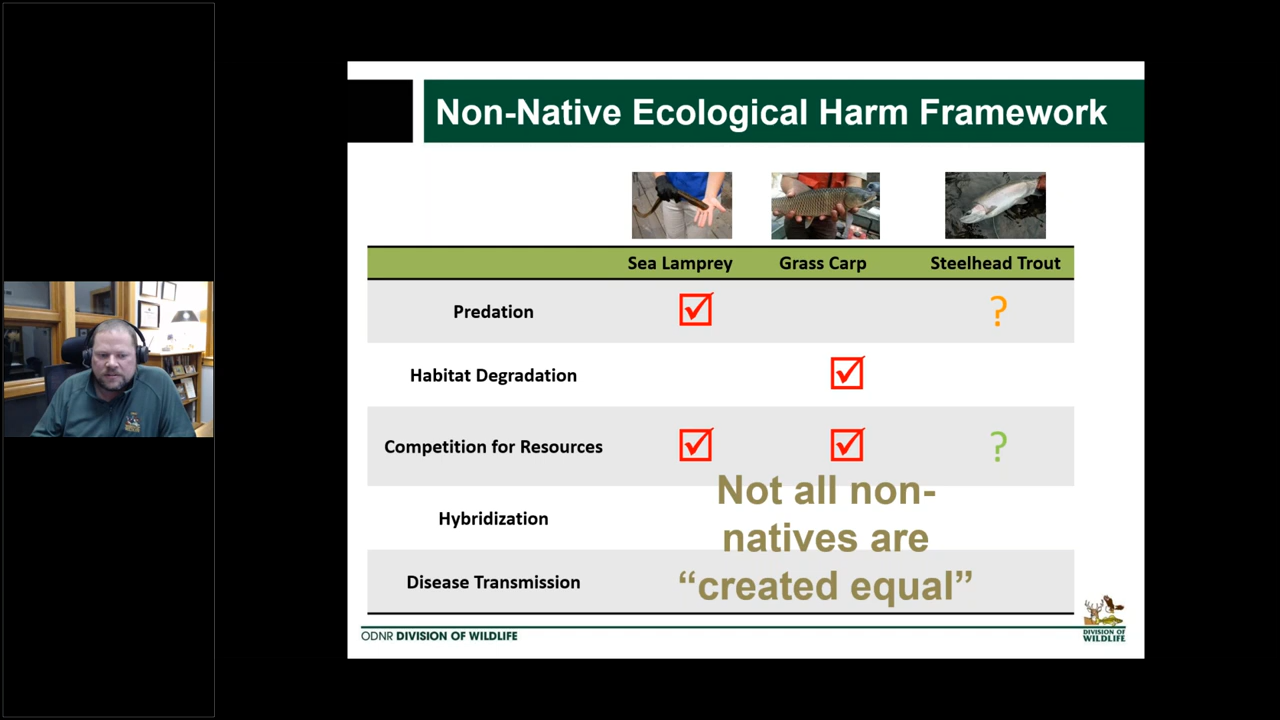 Non-Native Ecological Harm Framework
Sea Lamprey Grass Carp Steelhead Trout
Predation ?
Habitat Degradation
Competition for Resources ?
Not all non-
Hybridization
natives are
Disease Transmission
“created equal”
ODNR DIVISION OF WILDLIFE
DIVISION OF
WILDLIFE